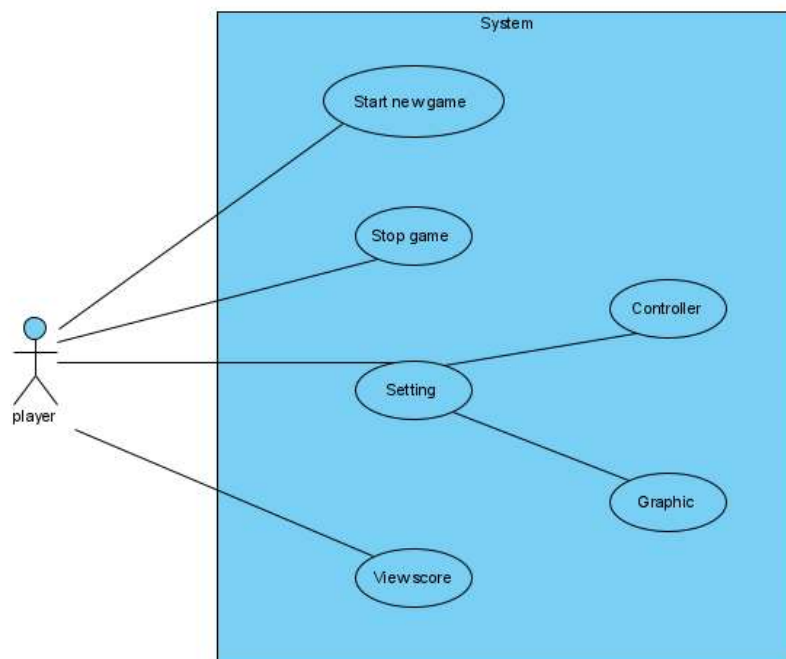 System
Start new game
Stop game
Controller
Setting
player
Graphic
View score